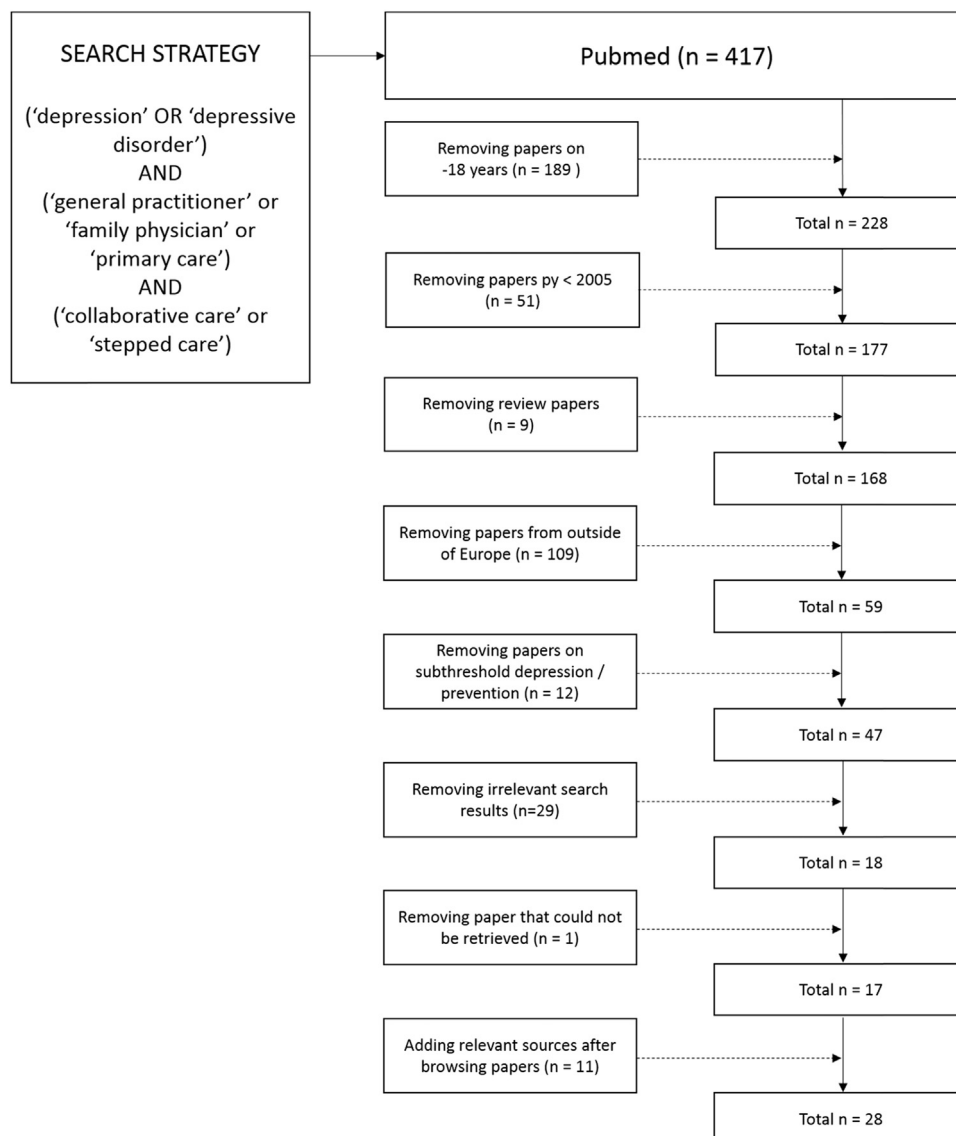 SEARCH STRATEGY
(‘depression’ OR ‘depressive
disorder’)
AND
(‘general practitioner’ or
‘family physician’ or
‘primary care’)
AND
(‘collaborative care’ or
‘stepped care’)
Pubmed (n = 417)
Removing papers on
-18 years (n = 189 )
Total n = 228
Removing papers py < 2005
(n = 51)
Total n = 177
Removing review papers
(n = 9)
Total n = 168
Removing papers from outside
of Europe (n = 109)
Total n = 59
Removing papers on
subthreshold depression /
prevention (n = 12)
Total n = 47
Removing irrelevant search
results (n=29)
Total n = 18
Removing paper that could not
be retrieved (n = 1)
Total n = 17
Adding relevant sources after
browsing papers (n = 11)
Total n = 28